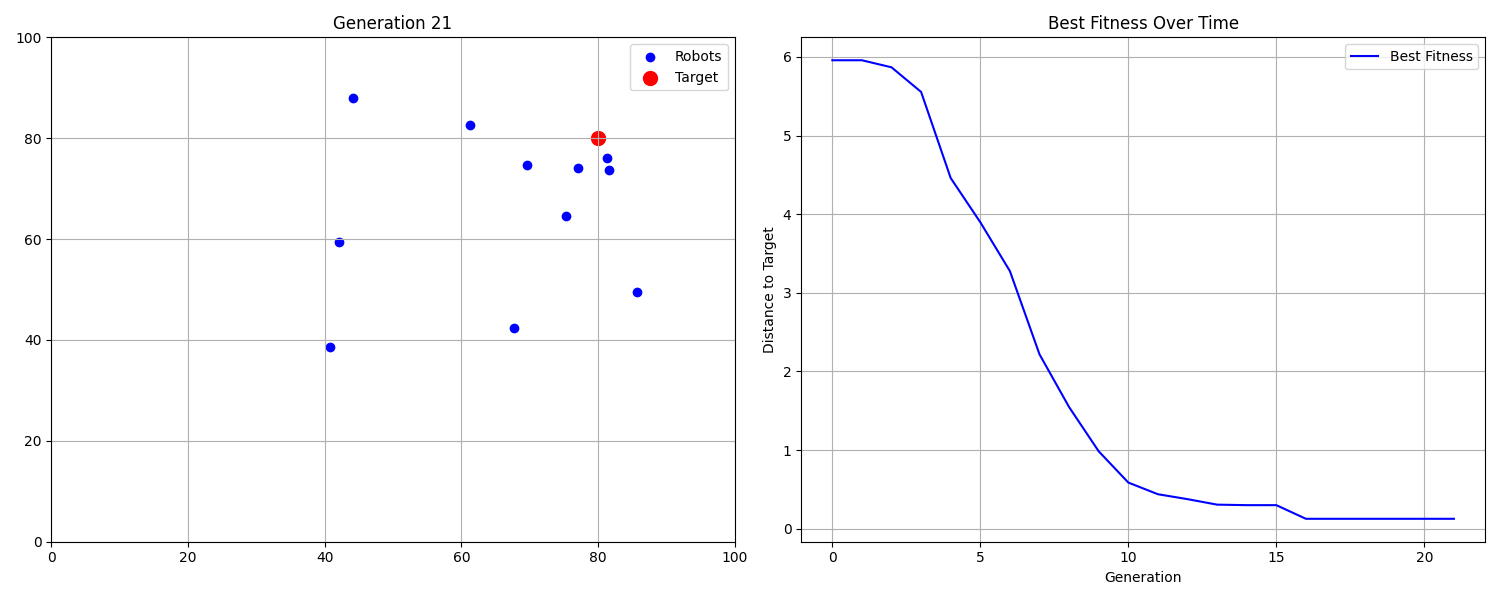 Generation 21
100
80
60
40
20
0
0 20 40 60 80 100
Robots
Target
Best Fitness Over Time
Distance to Target
6
5
4
3
2
1
0
0 5 10 15 20
Generation
Best Fitness